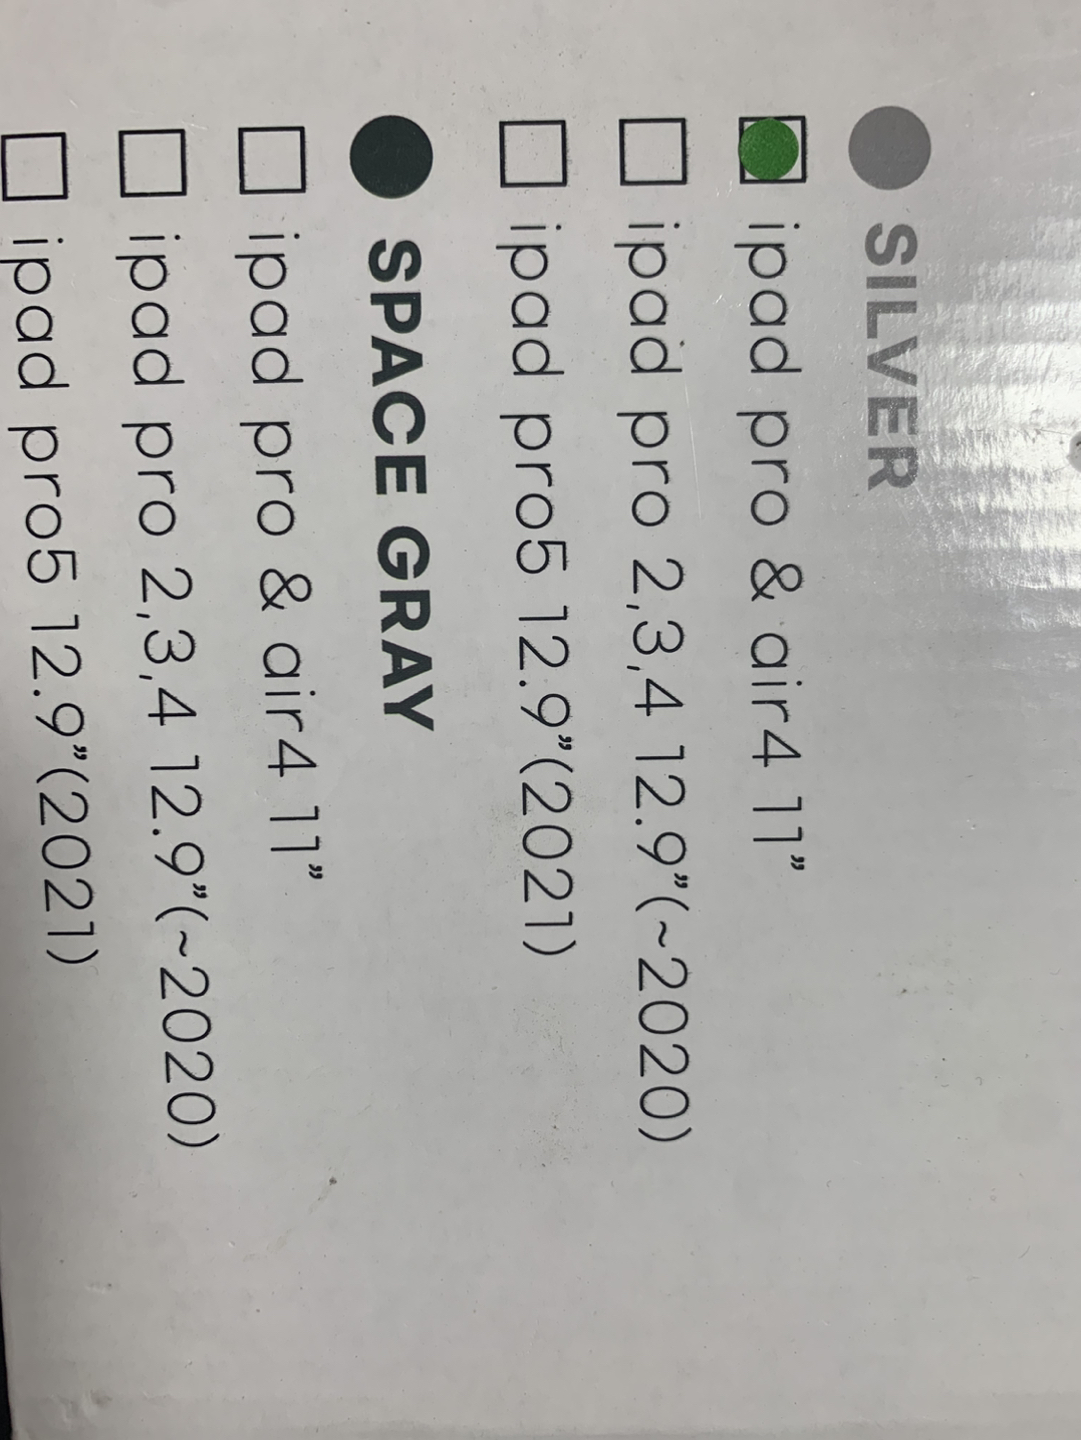 SILVER
ipad pro & air4 11”
ipad pro 2,3,4 12.9”(~2020)
ipad pro5 12.9”(2021)
SPACE GRAY
ipad pro & air4 11”
ipad pro 2,3,4 12.9”(~2020)
ipad pro5 12.9”(2021)